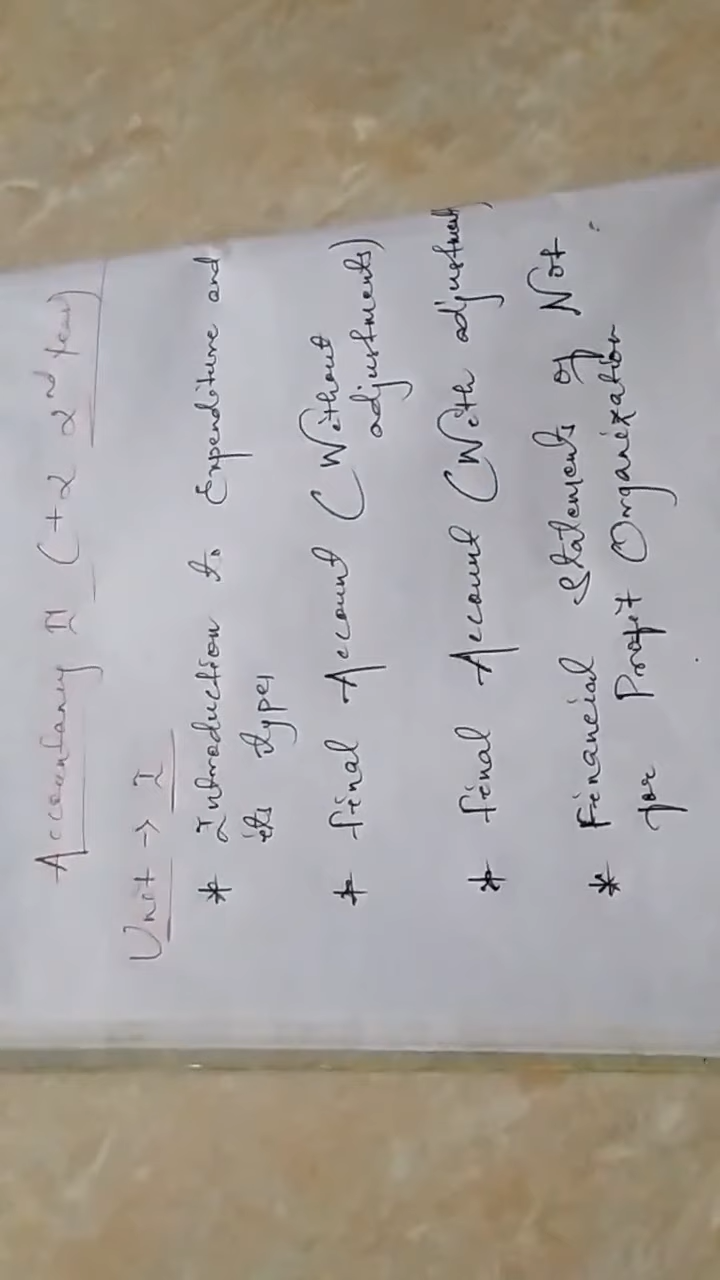 Accountancy II (+2 2nd year)
Unit → I
* Introduction to Expenditure and
its types
* final Account (Without
adjustments)
* final Account (With adjustment)
* Financial Statements of Not
for Profit Organization.